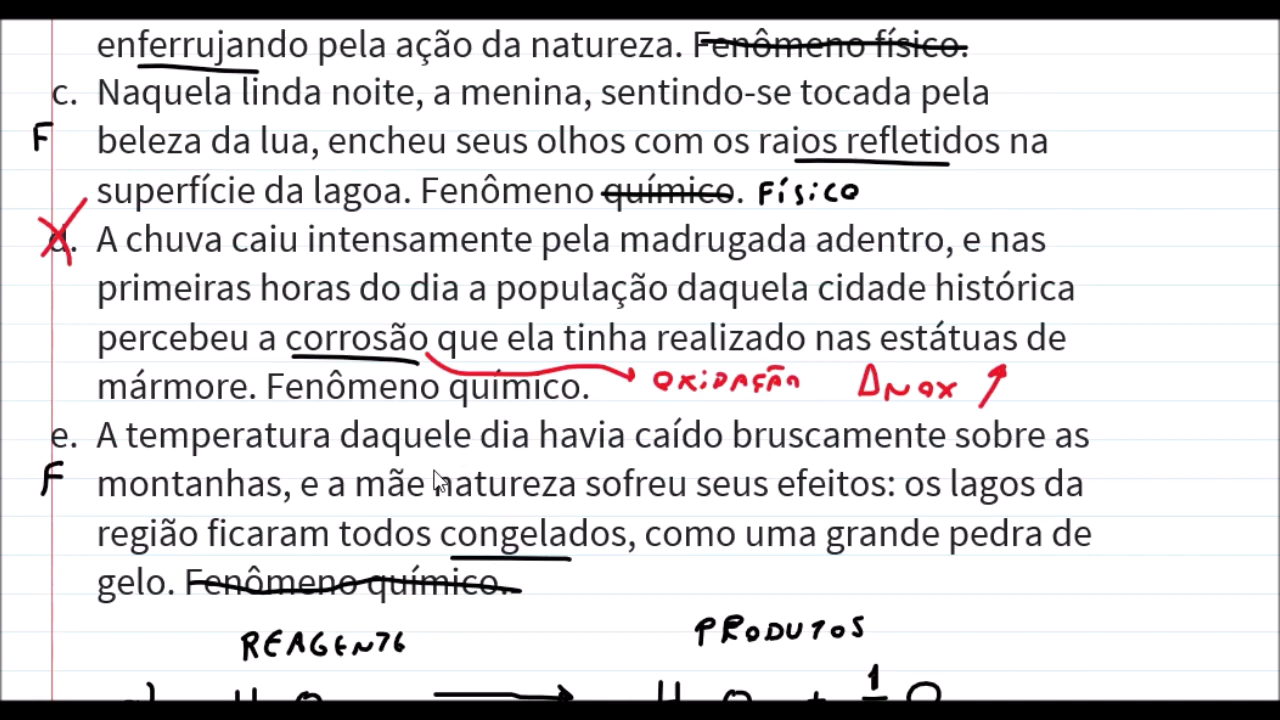 enferrujando pela ação da natureza. Fenômeno físico.
c. Naquela linda noite, a menina, sentindo-se tocada pela
F beleza da lua, encheu seus olhos com os raios refletidos na
superfície da lagoa. Fenômeno químico. Físico
d. A chuva caiu intensamente pela madrugada adentro, e nas
primeiras horas do dia a população daquela cidade histórica
percebeu a corrosão que ela tinha realizado nas estátuas de
mármore. Fenômeno químico. OXIDAÇÃO ΔNOX ↑
e. A temperatura daquele dia havia caído bruscamente sobre as
F montanhas, e a mãe natureza sofreu seus efeitos: os lagos da
região ficaram todos congelados, como uma grande pedra de
gelo. Fenômeno químico.
REAGENTE PRODUTOS